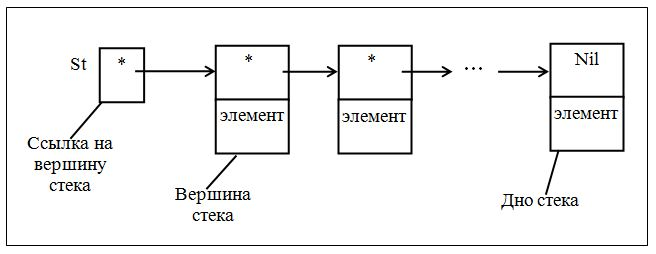 St
*
*
*
...
Nil
элемент
элемент
элемент
Ссылка на
вершину
стека
Вершина
стека
Дно стека